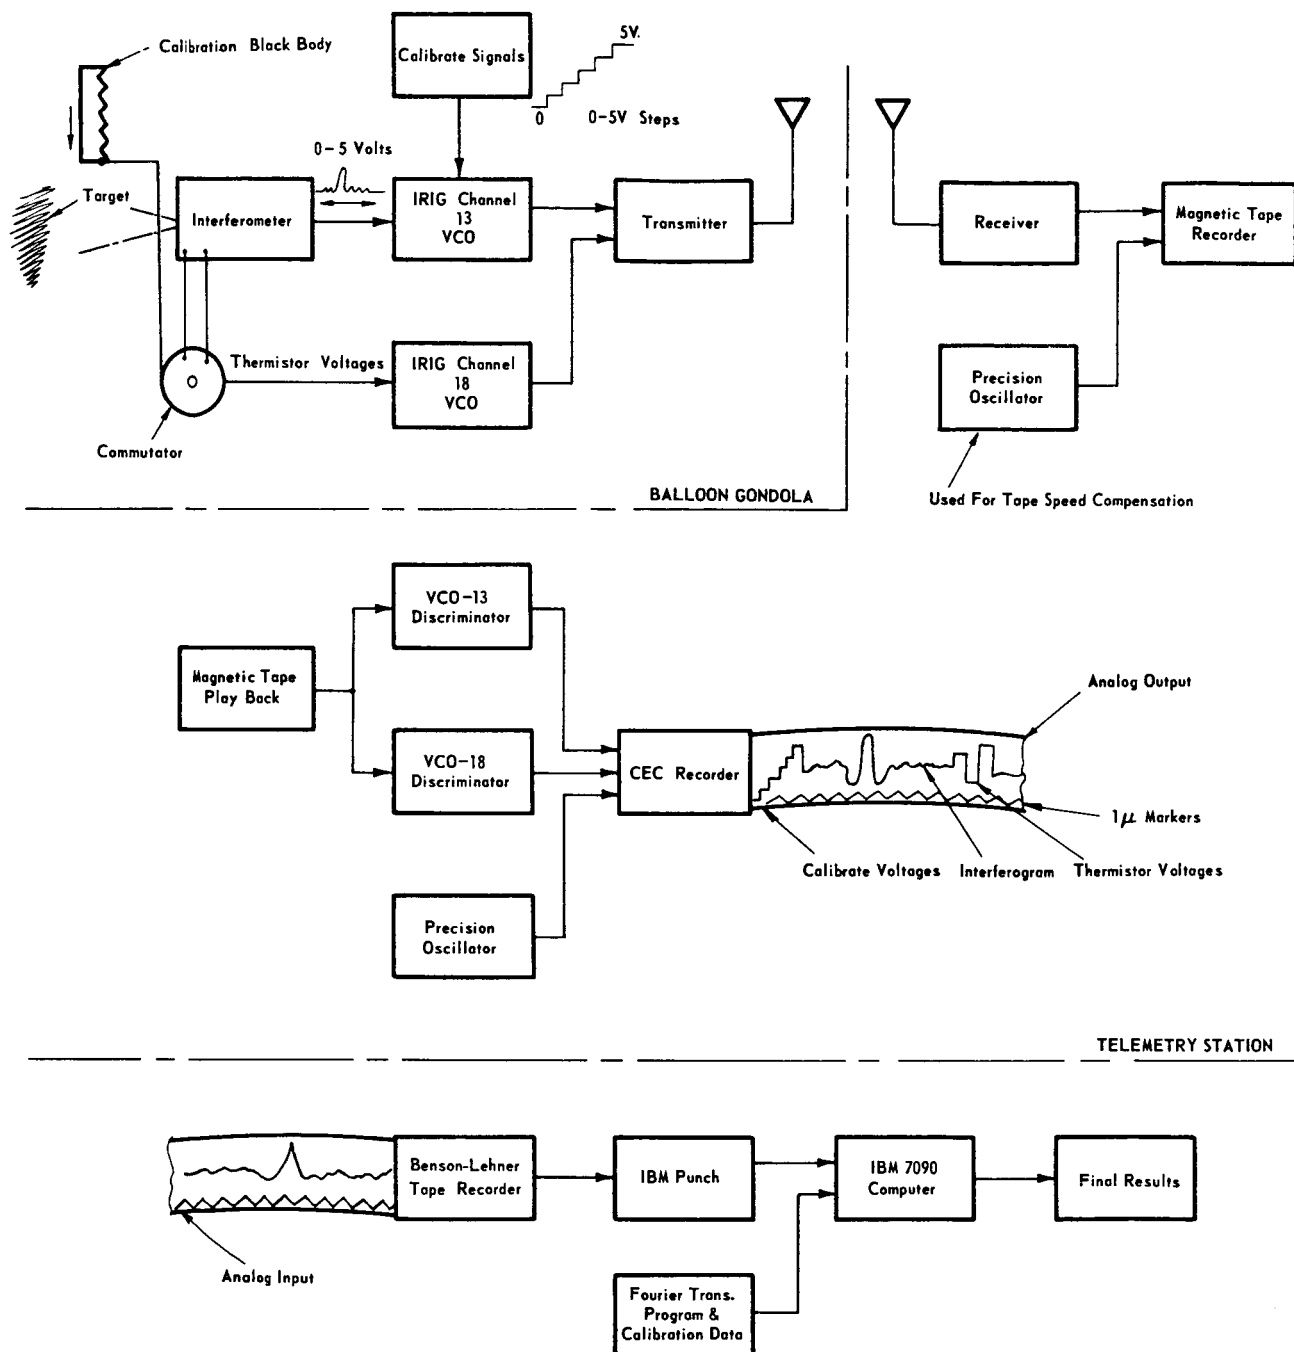 Calibration Black Body
Calibrate Signals
5V.
0
0-5V Steps
0-5 Volts
Target
Interferometer
IRIG Channel
13
VCO
Transmitter
Receiver
Magnetic Tape
Recorder
Thermistor Voltages
IRIG Channel
18
VCO
Precision
Oscillator
Commutator
BALLOON GONDOLA
Used For Tape Speed Compensation
VCO-13
Discriminator
Magnetic Tape
Play Back
Analog Output
VCO-18
Discriminator
CEC Recorder
1μ Markers
Calibrate Voltages
Interferogram
Thermistor Voltages
Precision
Oscillator
TELEMETRY STATION
Benson-Lehner
Tape Recorder
IBM Punch
IBM 7090
Computer
Final Results
Analog Input
Fourier Trans.
Program &
Calibration Data